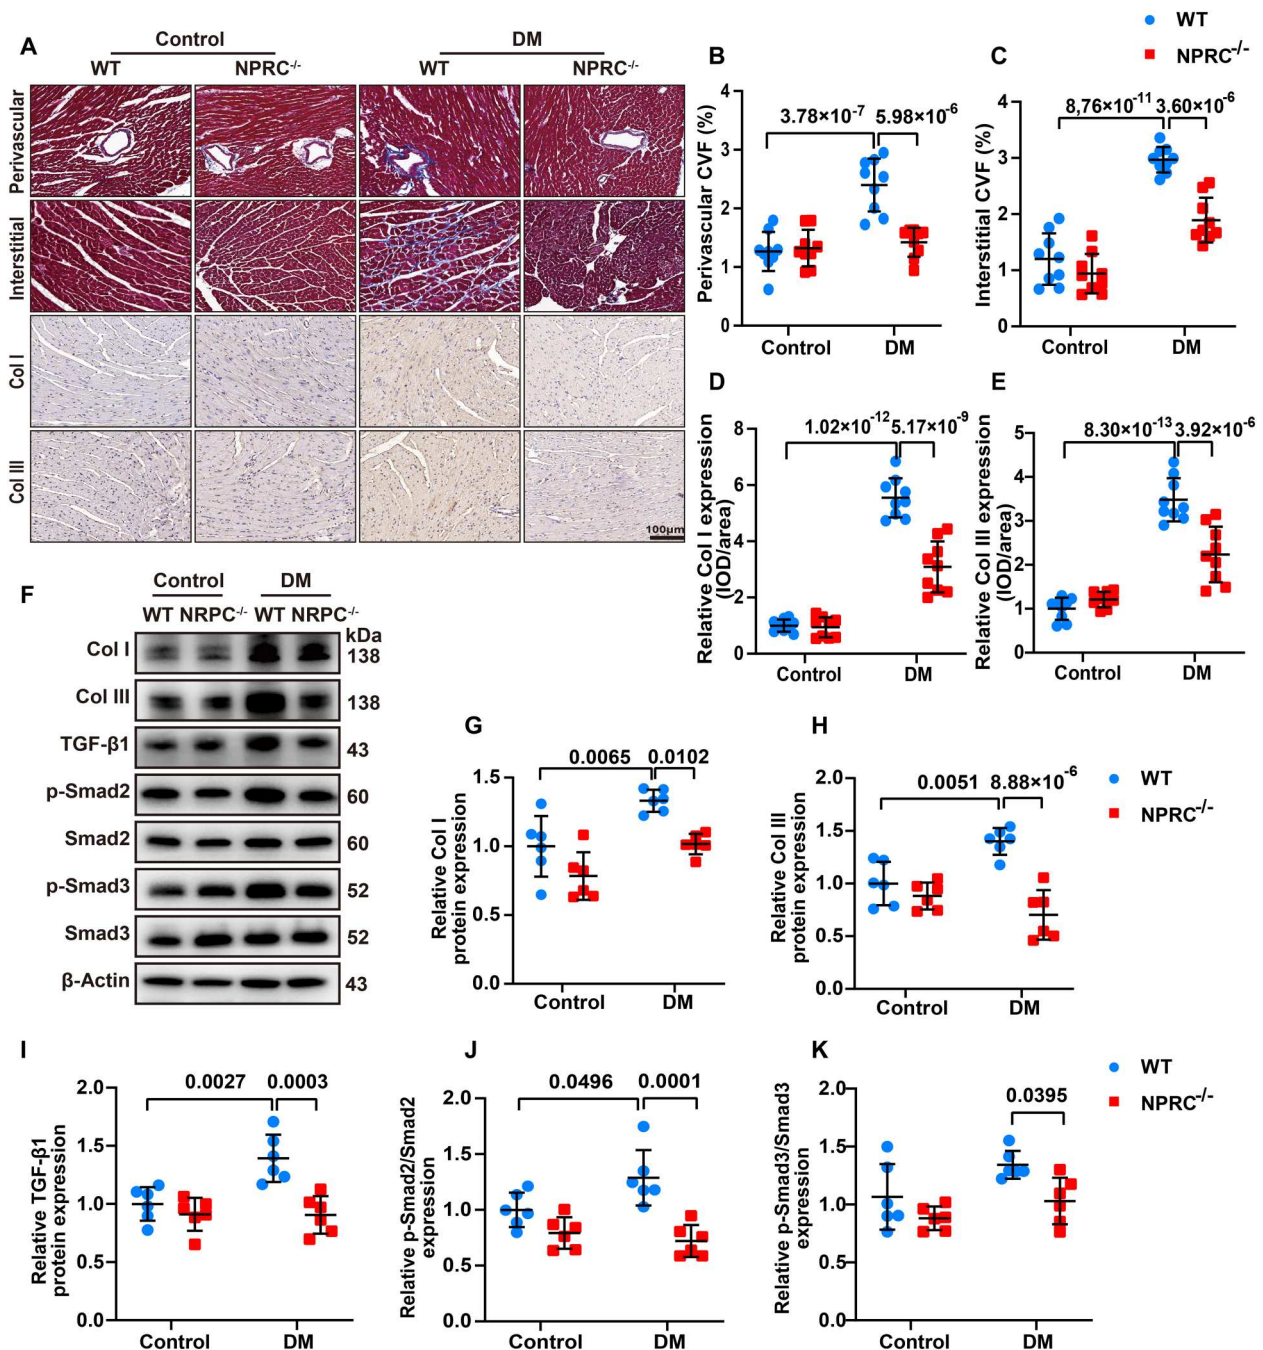 A
Control
DM
WT
NPRC-/-
WT
NPRC-/-
Perivascular
Interstitial
Col I
Col III
100μm
WT
NPRC-/-
B
Perivascular CVF (%)
4
3
2
1
0
3.78×10-7
5.98×10-6
Control
DM
C
Interstitial CVF (%)
4
3
2
1
0
8,76×10-11
3.60×10-6
Control
DM
D
Relative Col I expression
(IOD/area)
8
6
4
2
0
1.02×10-12
5.17×10-9
Control
DM
E
Relative Col III expression
(IOD/area)
5
4
3
2
1
0
8.30×10-13
3.92×10-6
Control
DM
F
Control
DM
WT NRPC-/- WT NRPC-/-
kDa
Col I
138
Col III
138
TGF-β1
43
p-Smad2
60
Smad2
60
p-Smad3
52
Smad3
52
β-Actin
43
G
Relative Col I
protein expression
1.5
1.0
0.5
0.0
0.0065
0.0102
Control
DM
H
Relative Col III
protein expression
2.0
1.5
1.0
0.5
0.0
0.0051
8.88×10-6
Control
DM
WT
NPRC-/-
I
Relative TGF-β1
protein expression
2.0
1.5
1.0
0.5
0.0
0.0027
0.0003
Control
DM
J
Relative p-Smad2/Smad2
expression
2.0
1.5
1.0
0.5
0.0
0.0496
0.0001
Control
DM
K
Relative p-Smad3/Smad3
expression
2.0
1.5
1.0
0.5
0.0
0.0395
Control
DM
WT
NPRC-/-